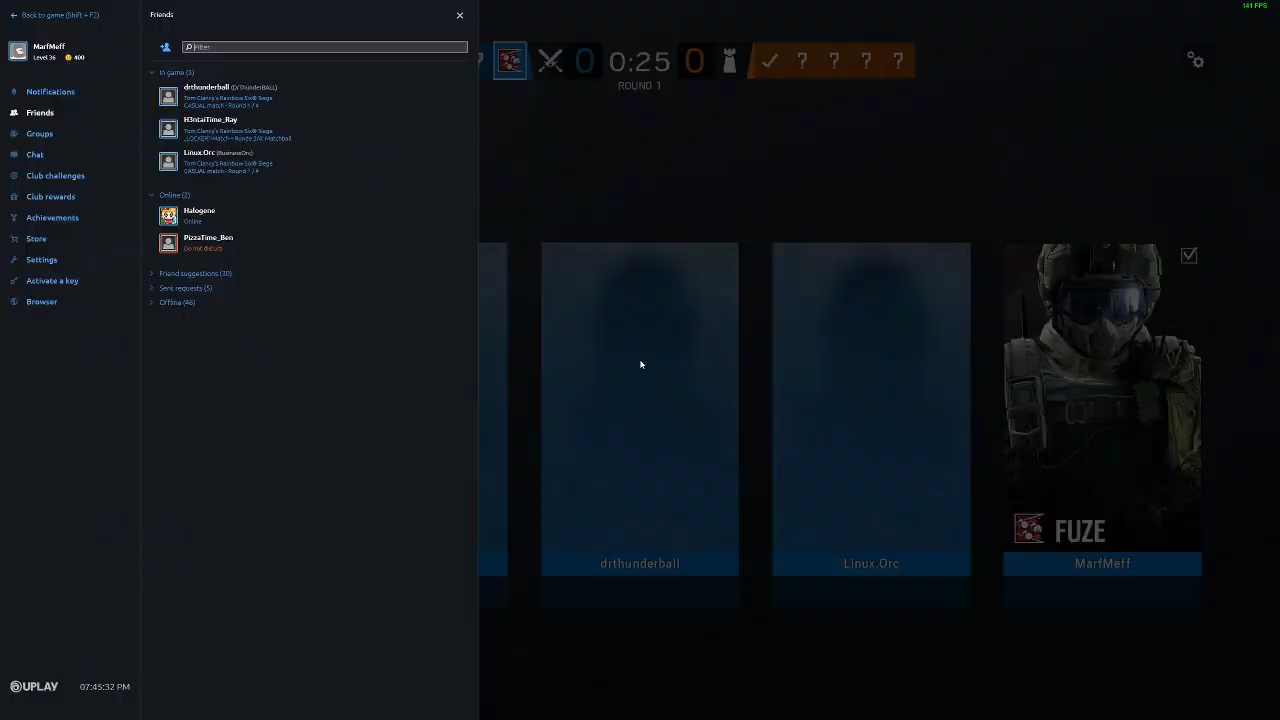 Back to game (Shift + F2)
Friends
141 FPS
MarfMeff
Level 36 400
Filter
0 0:25 0 ✓ ? ? ? ?
ROUND 1
In game (3)
drthunderball (DrThunderBALL)
Tom Clancy's Rainbow Six® Siege
CASUAL match - Round 1 / 4
H3ntaiTime_Ray
Tom Clancy's Rainbow Six® Siege
Linux.Orc (BusinessOrc)
Tom Clancy's Rainbow Six® Siege
CASUAL match - Round 1 / 4
Online (2)
Halogene
Online
PizzaTime_Ben
Do not disturb
Friend suggestions (30)
Sent requests (5)
Offline (46)
Notifications
Friends
Groups
Chat
Club challenges
Club rewards
Achievements
Store
Settings
Activate a key
Browser
FUZE
drthunderball
Linux.Orc
MarfMeff
UPLAY
07:45:32 PM